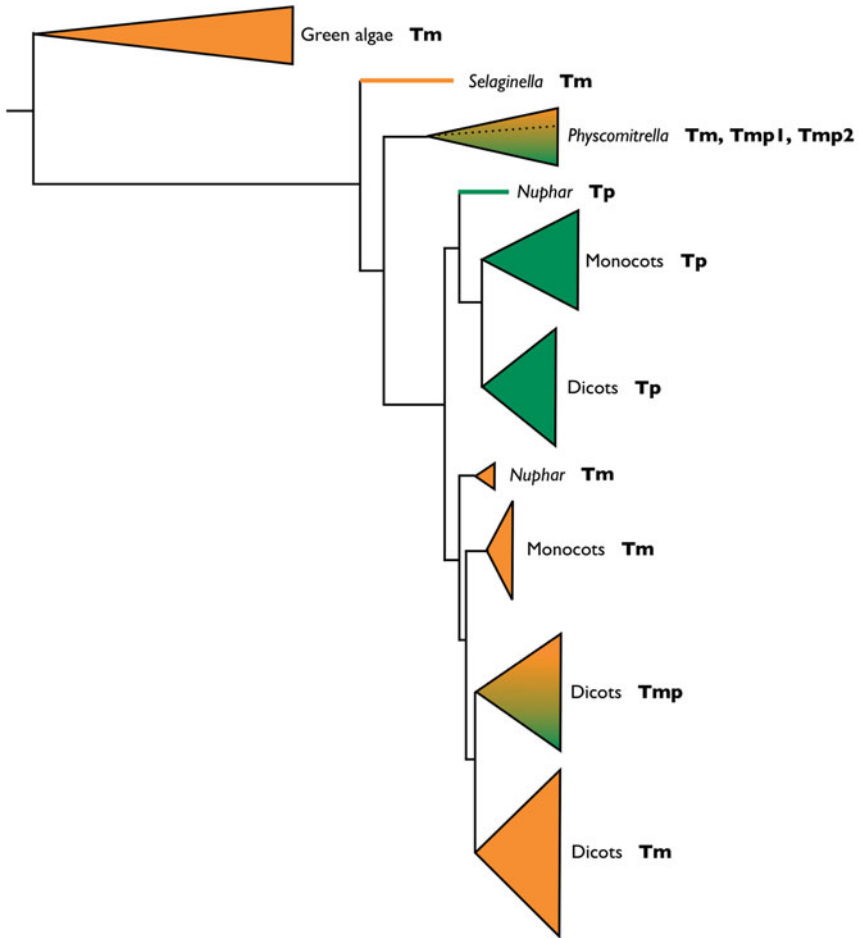 Green algae Tm
Selaginella Tm
Physcomitrella Tm, Tmp1, Tmp2
Nuphar Tp
Monocots Tp
Dicots Tp
Nuphar Tm
Monocots Tm
Dicots Tmp
Dicots Tm